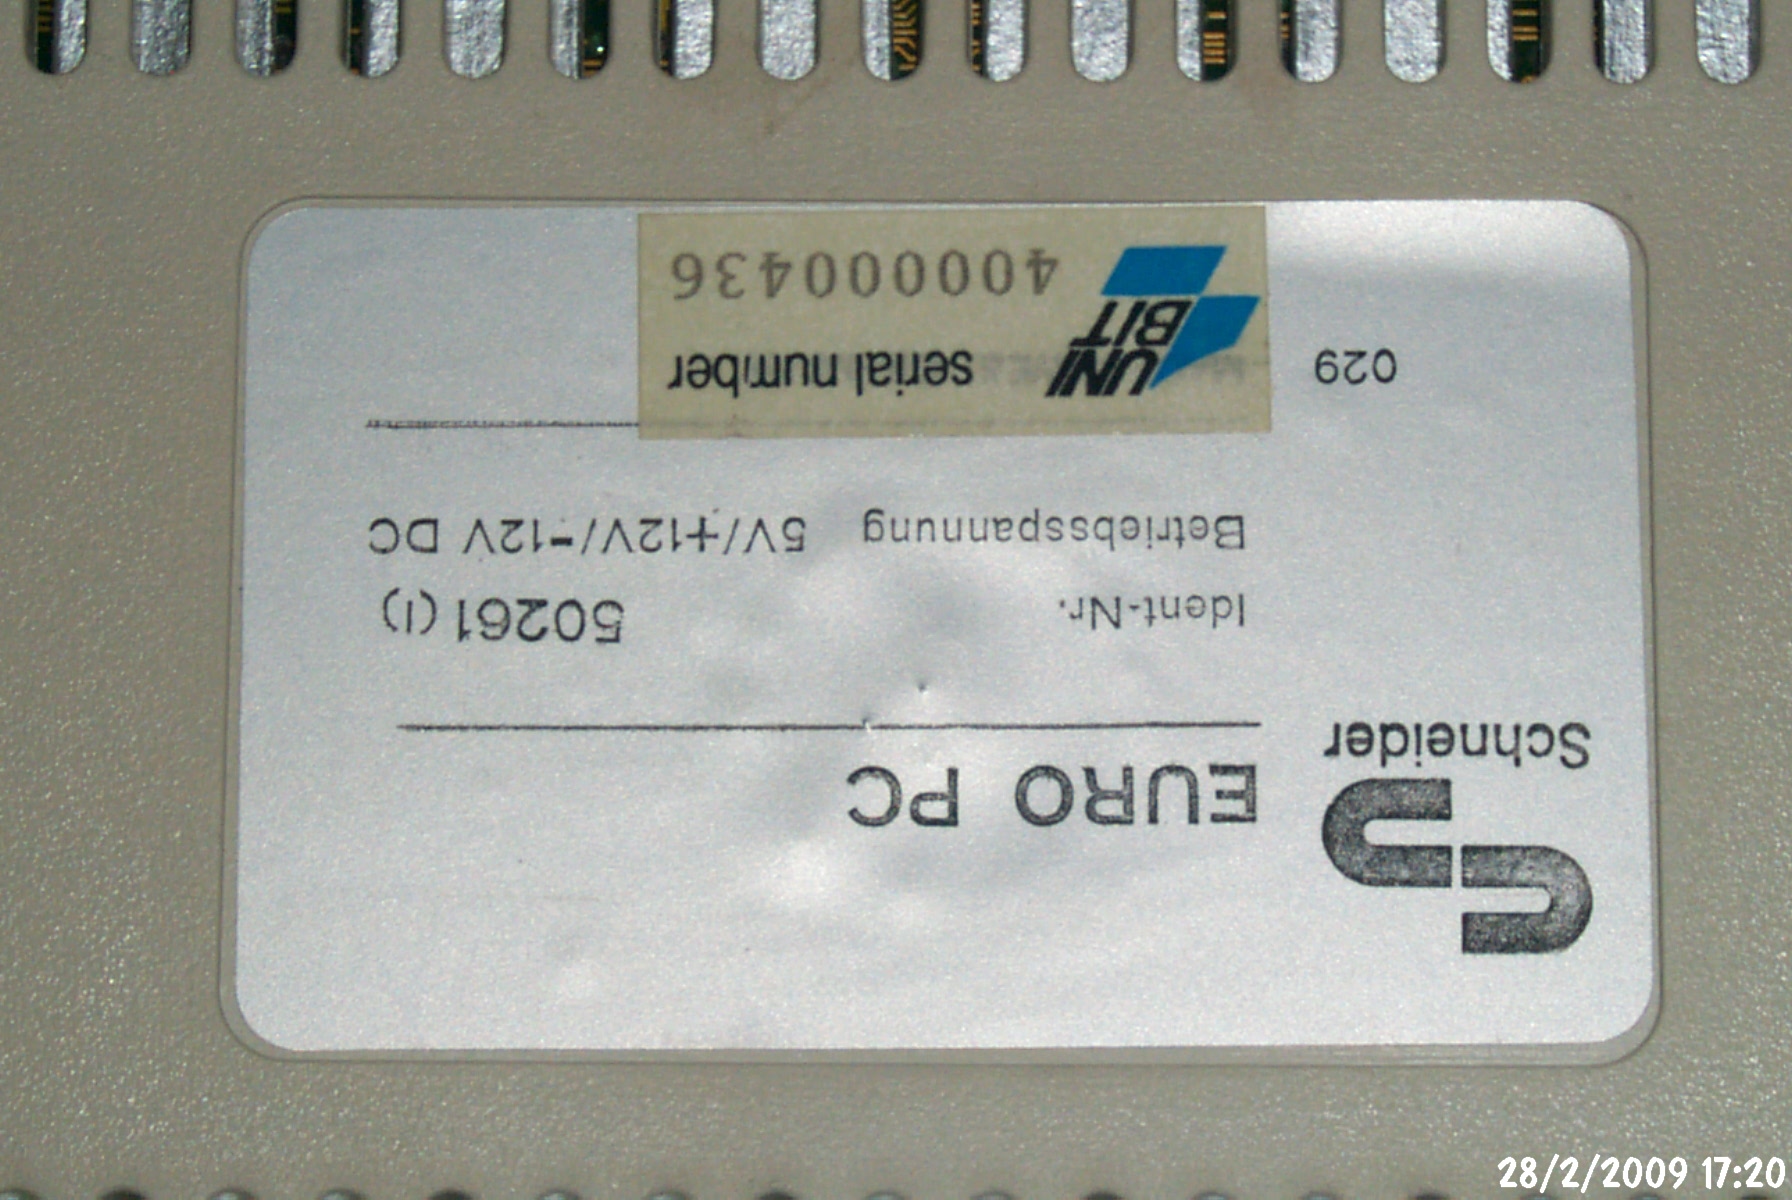 Schneider
EURO PC
Ident-Nr. 50261 (I)
Betriebsspannung 5V/+12V/-12V DC
029
UNI
BIT
serial number
40000436
28/2/2009 17:20